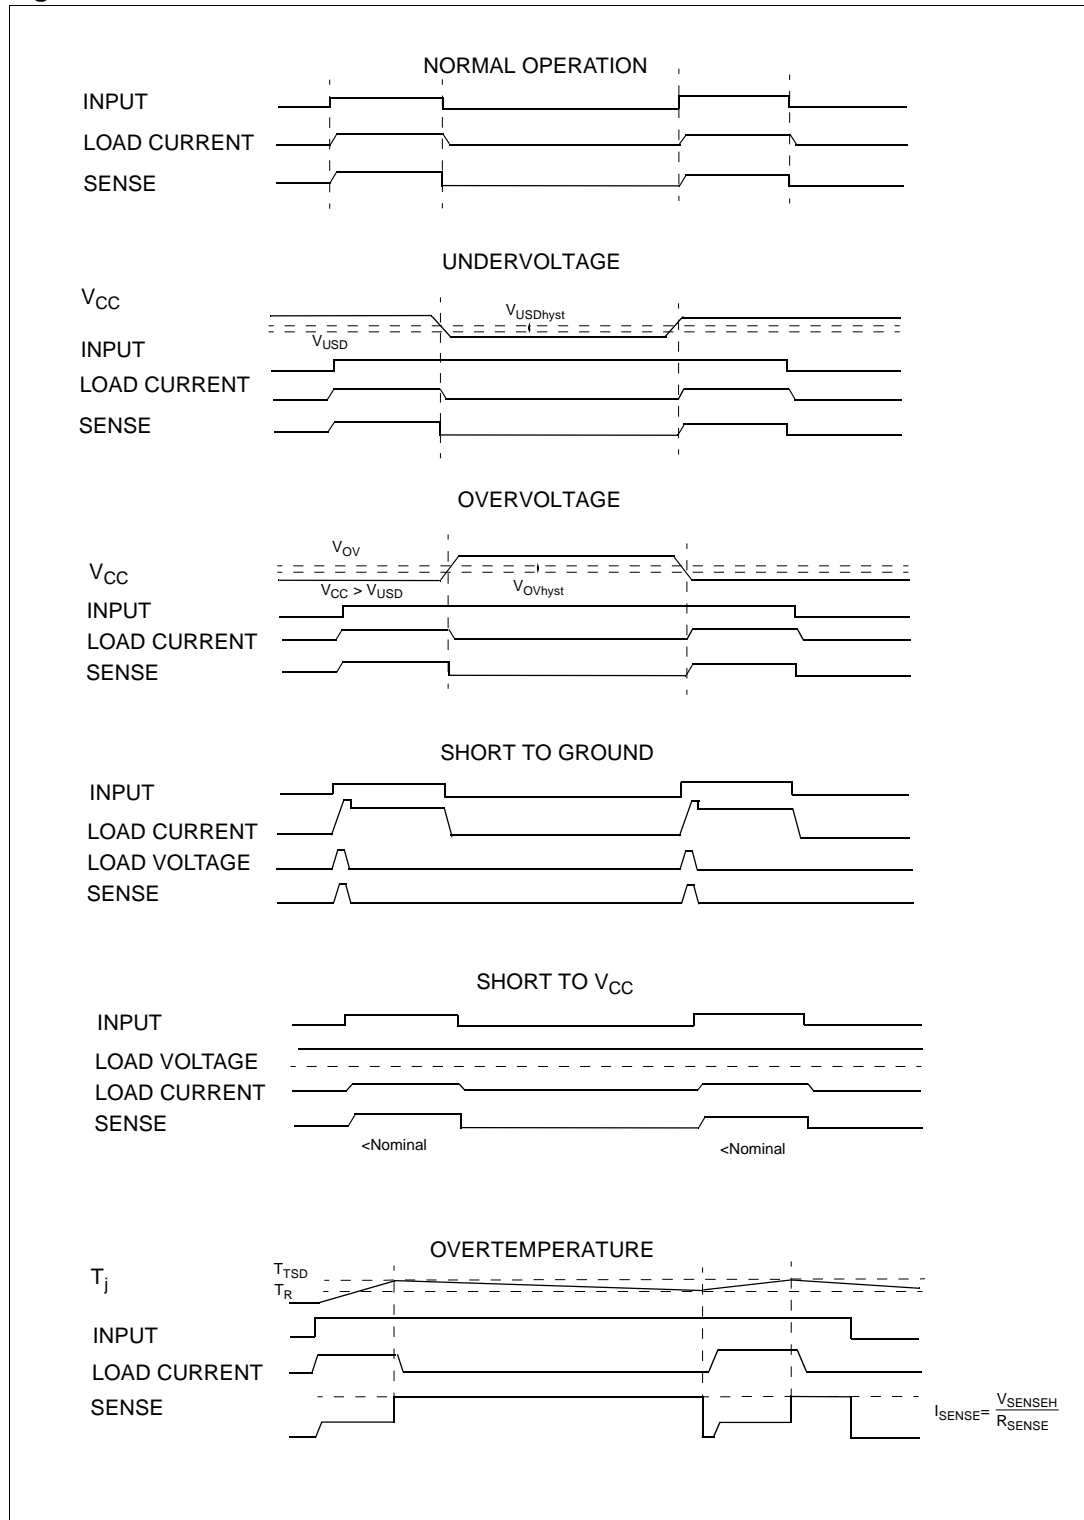 NORMAL OPERATION
INPUT
LOAD CURRENT
SENSE
UNDERVOLTAGE
VCC
VUSDhyst
VUSD
INPUT
LOAD CURRENT
SENSE
OVERVOLTAGE
VOV
VCC
VCC > VUSD
VOVhyst
INPUT
LOAD CURRENT
SENSE
SHORT TO GROUND
INPUT
LOAD CURRENT
LOAD VOLTAGE
SENSE
SHORT TO VCC
INPUT
LOAD VOLTAGE
LOAD CURRENT
SENSE
<Nominal <Nominal
OVERTEMPERATURE
Tj
TTSD
TR
INPUT
LOAD CURRENT
SENSE
ISENSE= VSENSEH
RSENSE